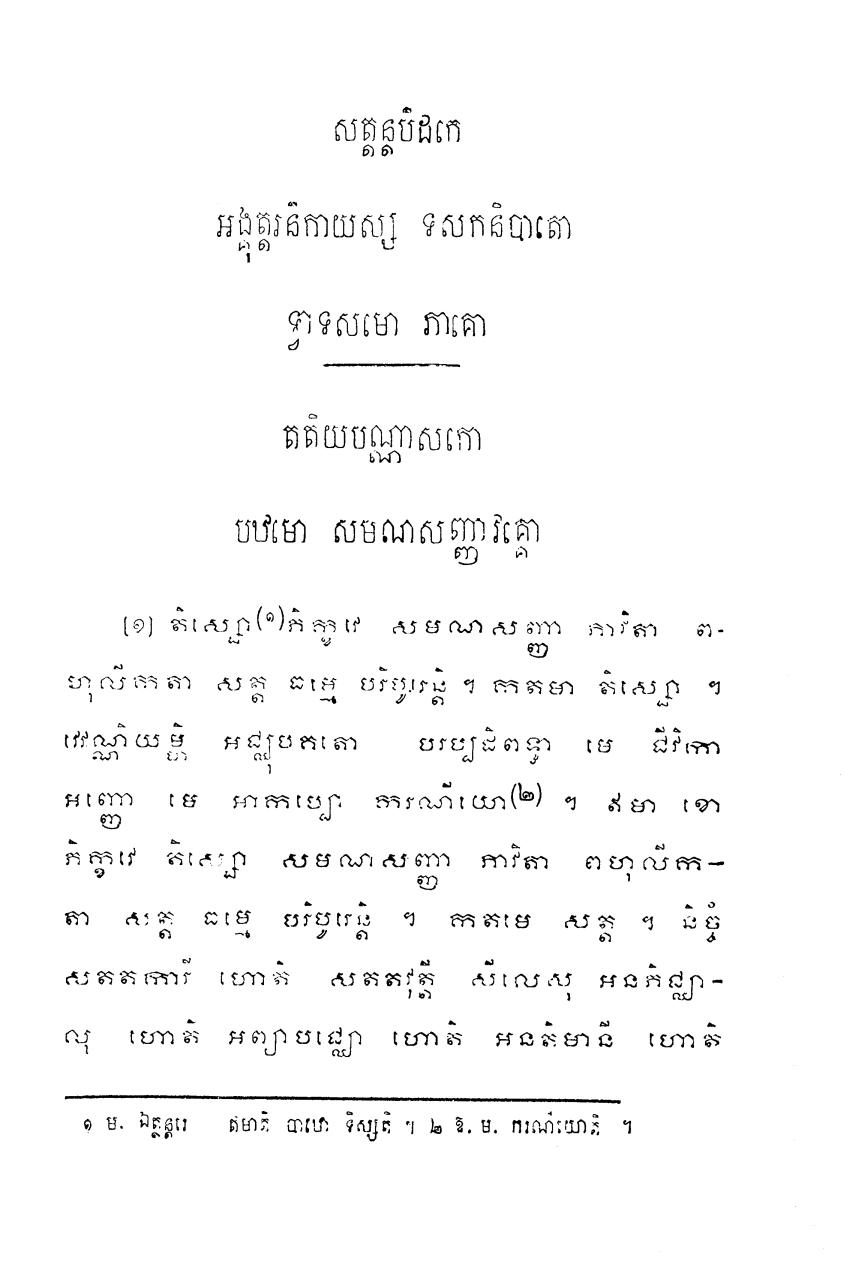 សុត្តន្តបិដកេ
អង្គុត្តរនិកាយស្ស ទសកនិបាតោ
ទ្វាទសមោ ភាគោ
តតិយបណ្ណាសកោ
បឋមោ សមណសញ្ញាវគ្គោ
[១] តិស្សោ(១)ភិក្ខវេ សមណសញ្ញា ភាវិតា ព-
ហុលីកតា សត្ត ធម្មេ បរិបូរេន្តិ ។ កតមា តិស្សោ ។
វេវណ្ណិយម្ហិ អជ្ឈុបកតោ បរប្បដិពទ្ធា មេ ជីវិកោ
អញ្ញោ មេ អាកប្បោ ករណីយោ(២) ។ ឥមា ខោ
ភិក្ខវេ តិស្សោ សមណសញ្ញា ភាវិតា ពហុលីក-
តា សត្ត ធម្មេ បរិបូរេន្តិ ។ កតមេ សត្ត ។ និច្ចំ
សតតការី ហោតិ សតតវុត្តី សីលេសុ អនភិជ្ឈា-
លុ ហោតិ អព្យាបជ្ឈោ ហោតិ អនតិមានី ហោតិ
១ ម. ឯត្ថន្តរេ ឥមាតិ បាឋោ ទិស្សតិ ។ ២ ឱ. ម. ករណីយោតិ ។